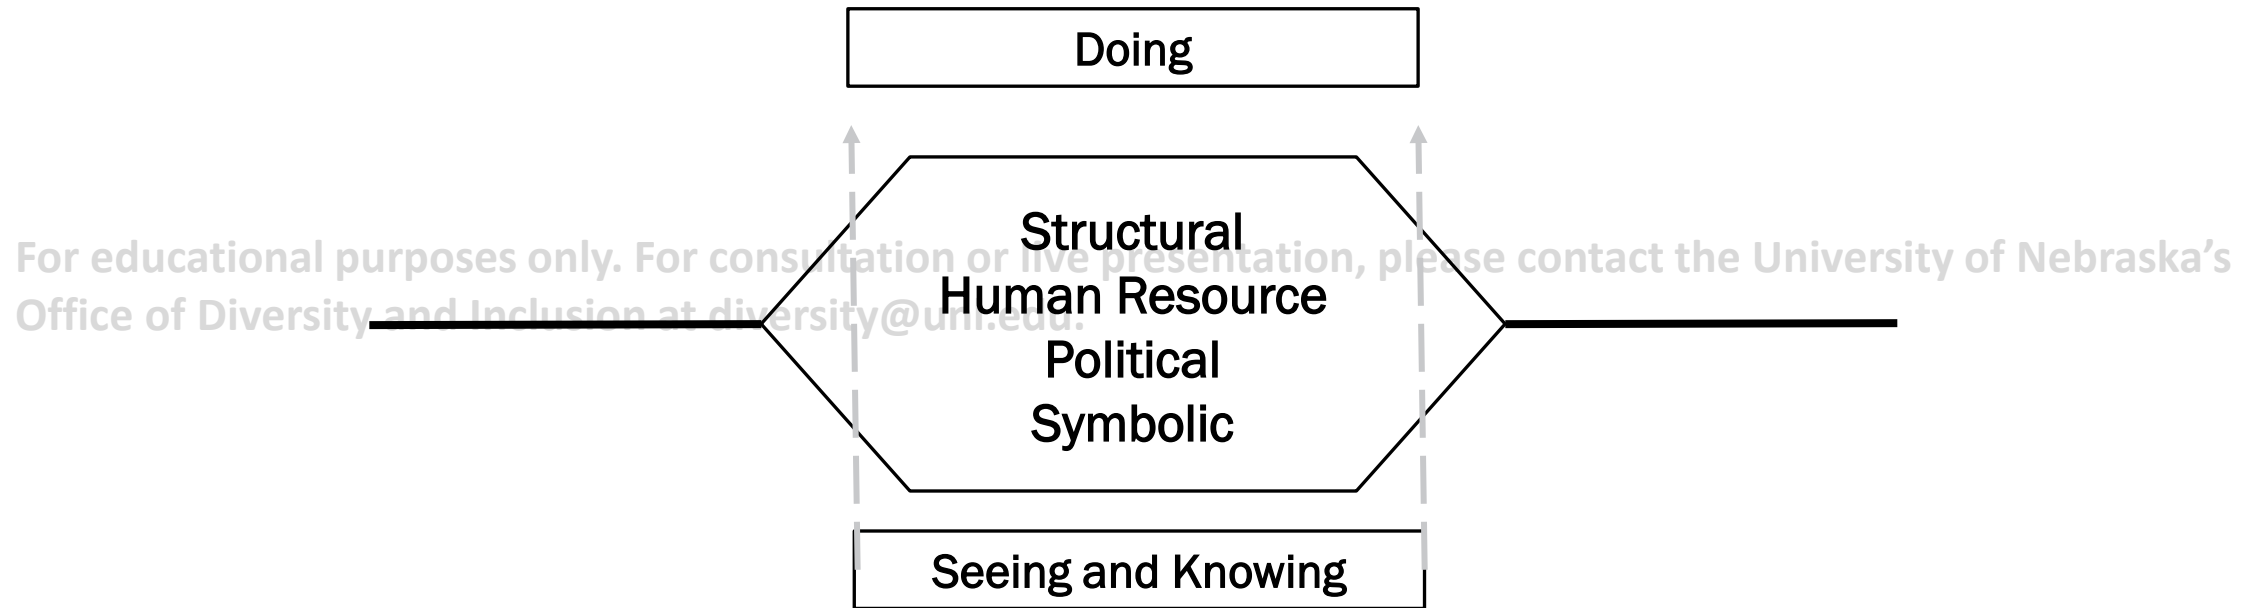 Doing
Structural
For educational purposes only. For consultation or live presentation, please contact the University of Nebraska’s
Human Resource
Office of Diversity and Inclusion at diversity@unl.edu.
Political
Symbolic
Seeing and Knowing